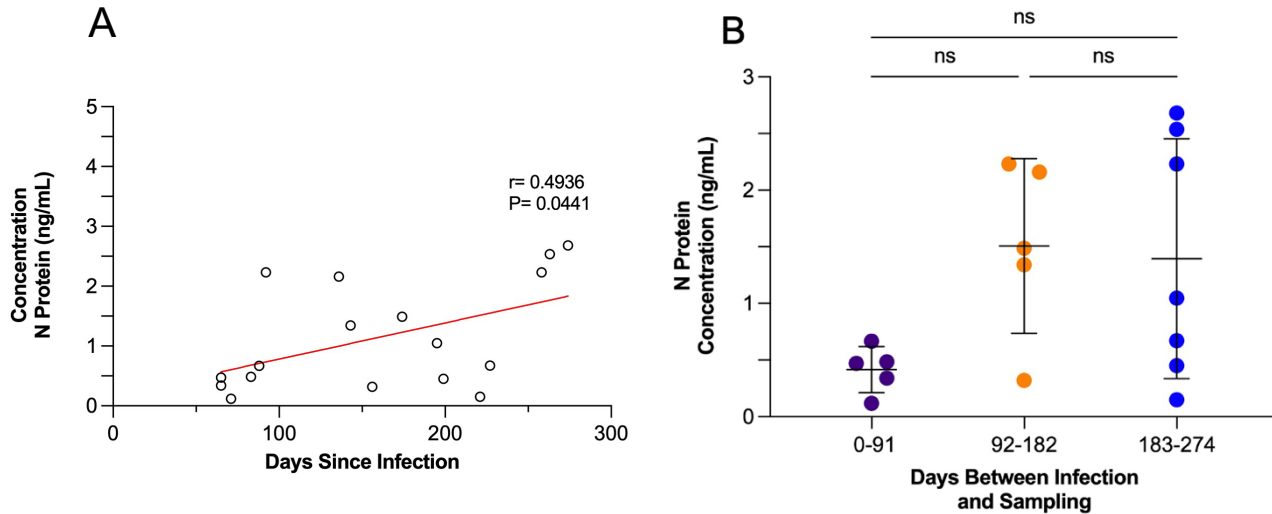 A
Concentration
N Protein (ng/mL)
5
4
3
2
1
0
r= 0.4936
P= 0.0441
0
100
200
300
Days Since Infection
B
ns
ns
ns
N Protein
Concentration (ng/mL)
3
2
1
0
0-91
92-182
183-274
Days Between Infection
and Sampling